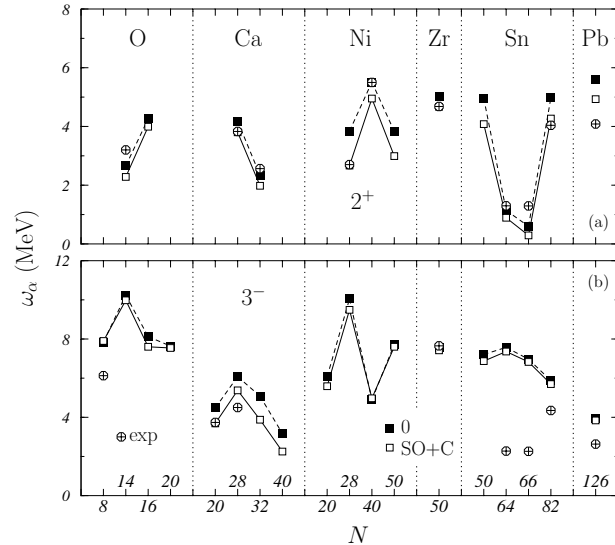 O Ca Ni Zr Sn Pb
6
4
2
0
2⁺
(a)
ω_α (MeV)
12
8
4
0
3⁻
(b)
⊕ exp
■ 0
□ SO+C
14 20 28 40 28 50 50 66 82 126
8 16 20 32 20 40 50 64
N